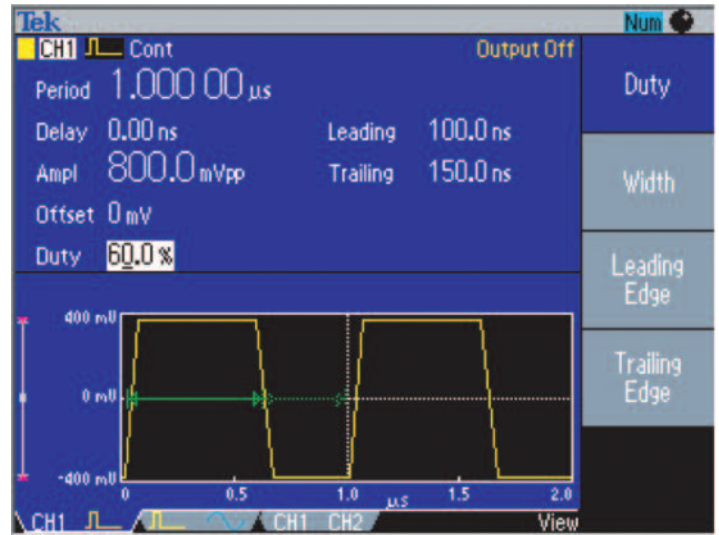 Tek
Num
CH1 Cont Output Off
Period 1.000 00 µs
Delay 0.00 ns Leading 100.0 ns
Ampl 800.0 mVpp Trailing 150.0 ns
Offset 0 mV
Duty 60.0 %
Duty
Width
Leading
Edge
Trailing
Edge
400 mV
0 mV
-400 mV
0 0.5 1.0 µs 1.5 2.0
CH1 CH1 CH2 View